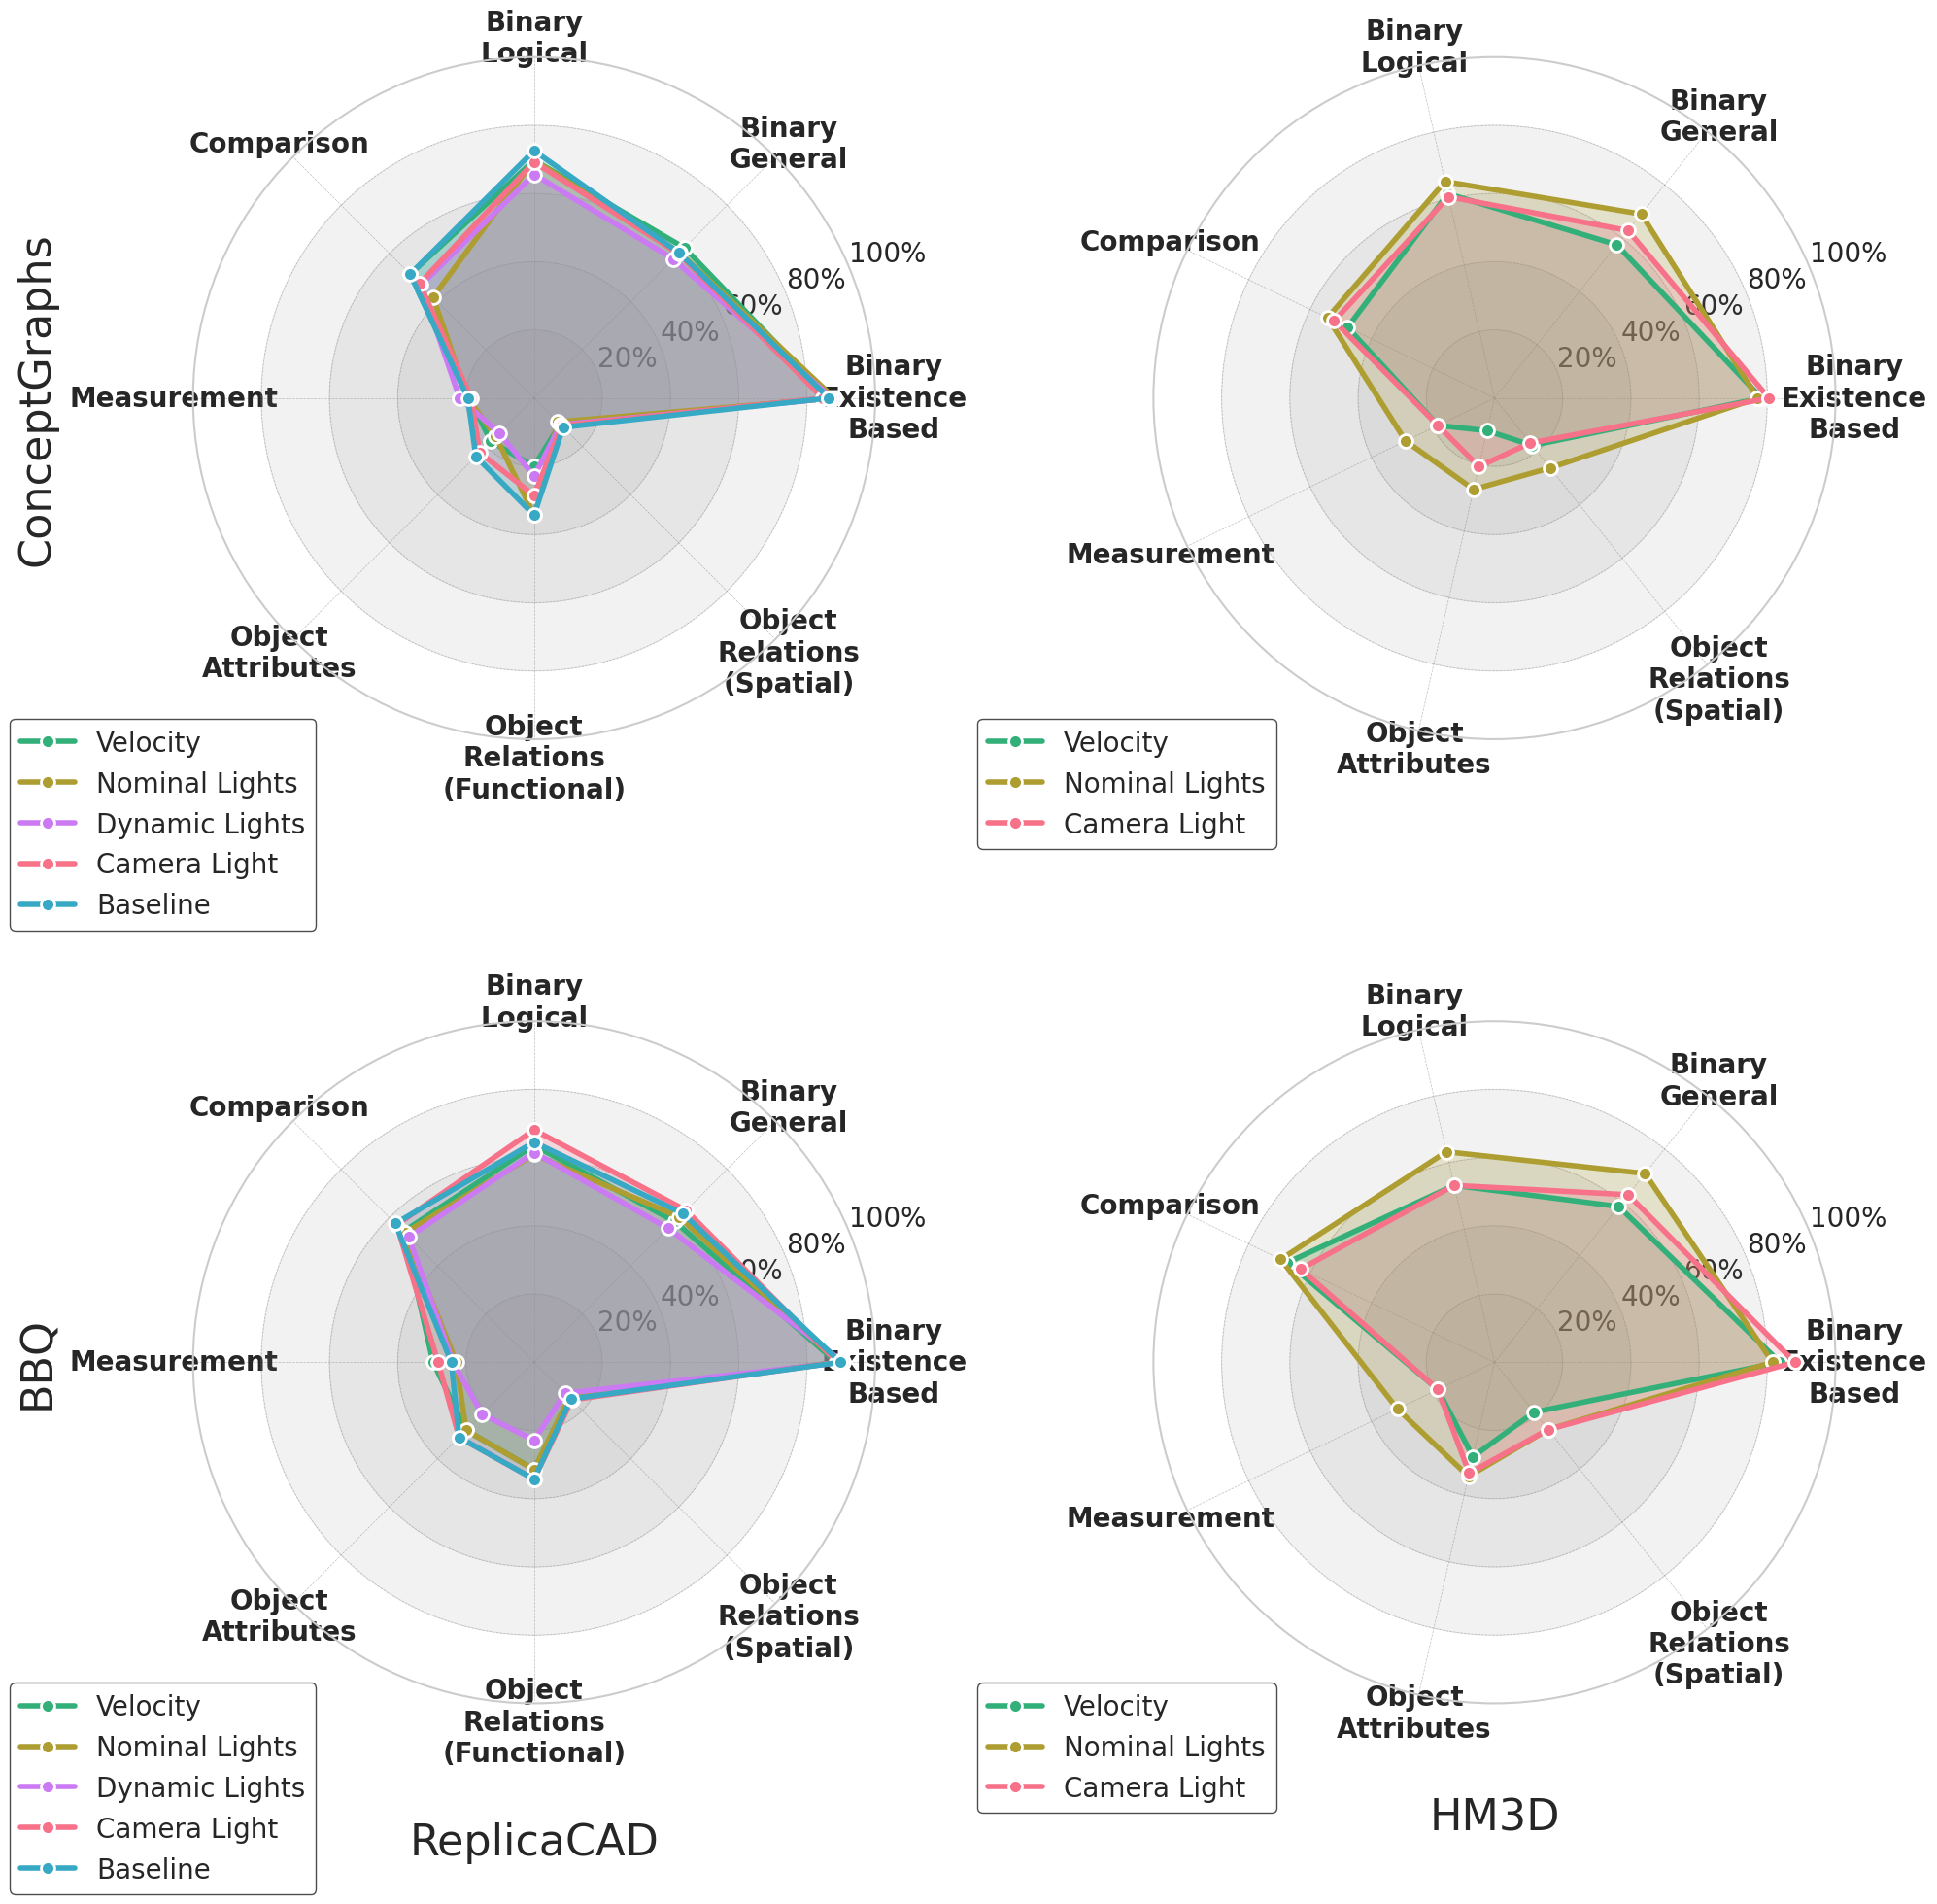 Binary
Logical
Binary
General
Comparison
100%
80%
60%
40%
20%
Binary
Existence
Based
Measurement
Object
Attributes
Object
Relations
(Spatial)
Object
Relations
(Functional)
ConceptGraphs
Velocity
Nominal Lights
Dynamic Lights
Camera Light
Baseline
Binary
Logical
Binary
General
Comparison
100%
80%
60%
40%
20%
Binary
Existence
Based
Measurement
Object
Relations
(Spatial)
Object
Attributes
Velocity
Nominal Lights
Camera Light
Binary
Logical
Binary
General
Comparison
100%
80%
60%
40%
20%
Binary
Existence
Based
Measurement
Object
Attributes
Object
Relations
(Spatial)
Object
Relations
(Functional)
BBQ
Velocity
Nominal Lights
Dynamic Lights
Camera Light
Baseline
ReplicaCAD
Binary
Logical
Binary
General
Comparison
100%
80%
60%
40%
20%
Binary
Existence
Based
Measurement
Object
Relations
(Spatial)
Object
Attributes
Velocity
Nominal Lights
Camera Light
HM3D